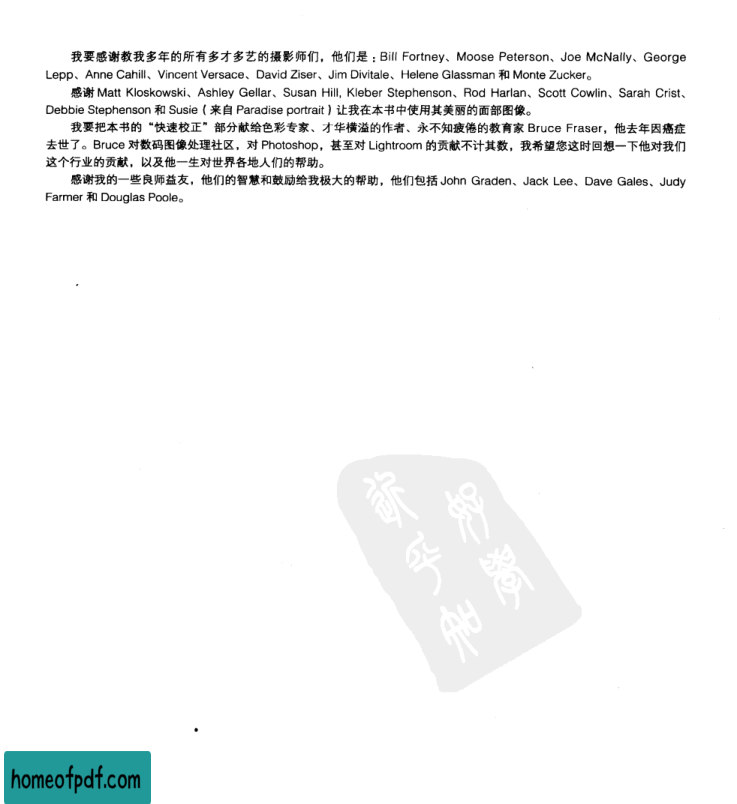 我要感谢教我多年的所有多才多艺的摄影师们，他们是：Bill Fortney、Moose Peterson、Joe McNally、George
Lepp、Anne Cahill、Vincent Versace、David Ziser、Jim Divitale、Helene Glassman 和 Monte Zucker。
感谢 Matt Kloskowski、Ashley Gellar、Susan Hill, Kleber Stephenson、Rod Harlan、Scott Cowlin、Sarah Crist、
Debbie Stephenson 和 Susie（来自 Paradise portrait）让我在本书中使用其美丽的面部图像。
我要把本书的“快速校正”部分献给色彩专家、才华横溢的作者、永不知疲倦的教育家 Bruce Fraser，他去年因癌症
去世了。Bruce 对数码图像处理社区，对 Photoshop，甚至对 Lightroom 的贡献不计其数，我希望您这时回想一下他对我们
这个行业的贡献，以及他一生对世界各地人们的帮助。
感谢我的一些良师益友，他们的智慧和鼓励给我极大的帮助，他们包括 John Graden、Jack Lee、Dave Gales、Judy
Farmer 和 Douglas Poole。
homeofpdf.com